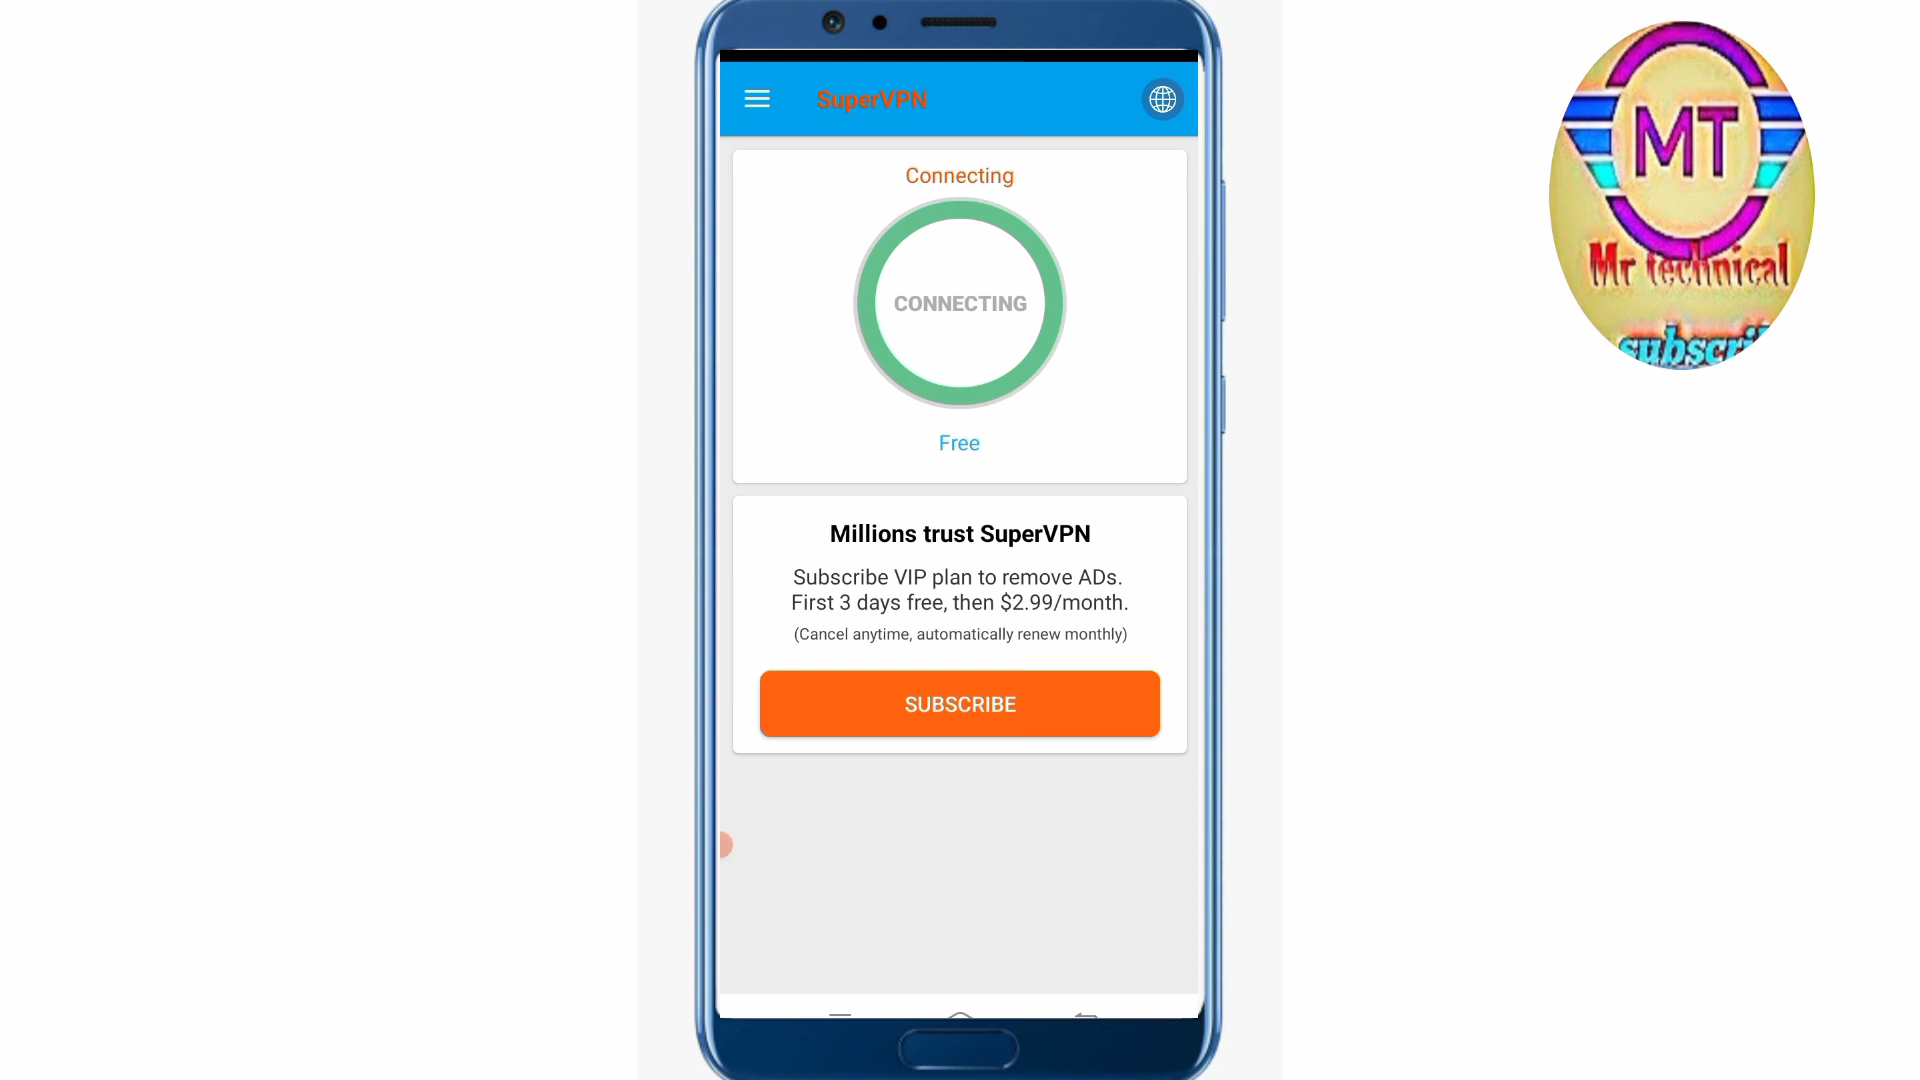 SuperVPN
Connecting
CONNECTING
Free
Millions trust SuperVPN
Subscribe VIP plan to remove ADs.
First 3 days free, then $2.99/month.
(Cancel anytime, automatically renew monthly)
SUBSCRIBE
MT
Mr technical